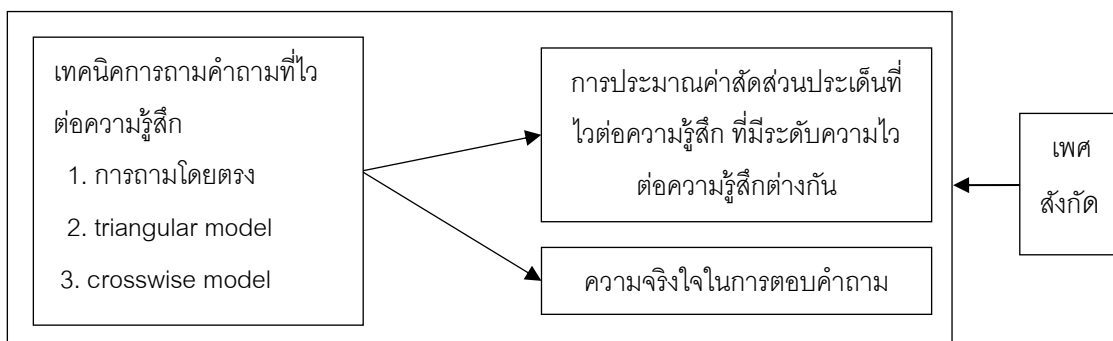 เทคนิคการถามคำถามที่ไว
ต่อความรู้สึก
1. การถามโดยตรง
2. triangular model
3. crosswise model
การประมาณค่าสัดส่วนประเด็นที่
ไวต่อความรู้สึก ที่มีระดับความไว
ต่อความรู้สึกต่างกัน
ความจริงใจในการตอบคำถาม
เพศ
สังกัด